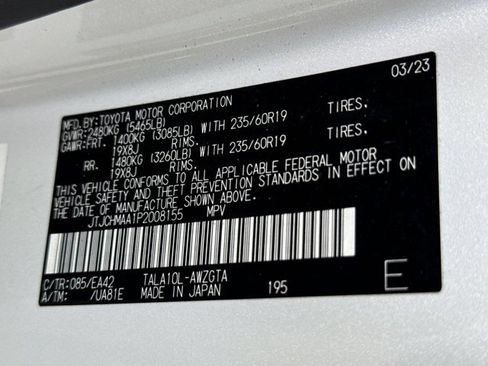 03/23
MFD.BY:TOYOTA MOTOR CORPORATION
GVWR:2480KG (5465LB)
GAWR:FRT. 1400KG (3085LB) WITH 235/60R19 TIRES,
19X8J RIMS.
RR. 1480KG (3260LB) WITH 235/60R19 TIRES,
19X8J RIMS.
THIS VEHICLE CONFORMS TO ALL APPLICABLE FEDERAL MOTOR
VEHICLE SAFETY AND THEFT PREVENTION STANDARDS IN EFFECT ON
THE DATE OF MANUFACTURE SHOWN ABOVE.
JTJCHMAA1P2008155 MPV
C/TR:085/EA42 TALA10L-AWZGTA
A/TM: /UA81E MADE IN JAPAN 195 E